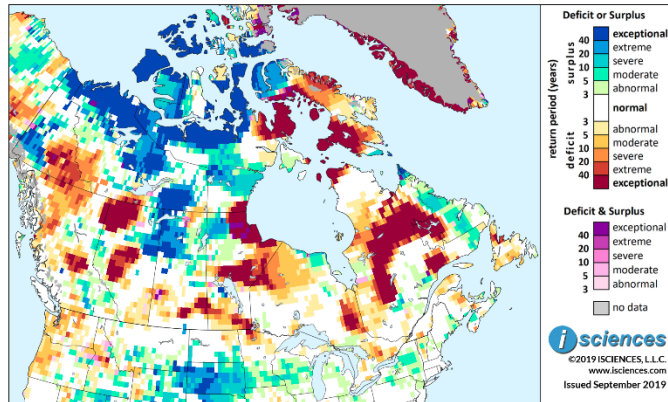 Deficit or Surplus
return period (years)
surplus
deficit
40
20
10
5
3
exceptional
extreme
severe
moderate
abnormal
normal
3
5
10
20
40
abnormal
moderate
severe
extreme
exceptional
Deficit & Surplus
40
20
10
5
3
exceptional
extreme
severe
moderate
abnormal
no data
isciences
©2019 ISCIENCES, L.L.C.
www.isciences.com
Issued September 2019